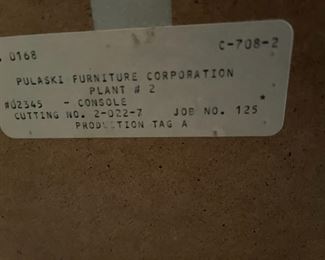 . 0168 C-708-2
PULASKI FURNITURE CORPORATION
PLANT # 2
#02345 - CONSOLE
CUTTING NO. 2-022-7 JOB NO. 125
PRODUCTION TAG A